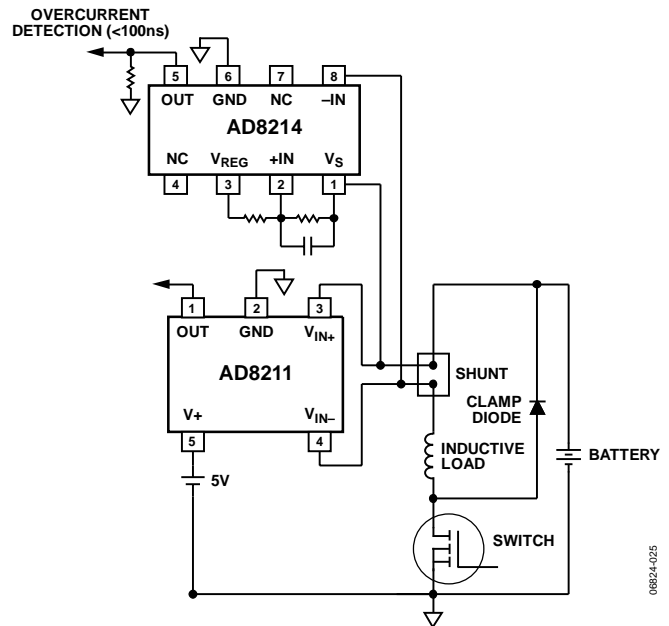 OVERCURRENT
DETECTION (<100ns)
5 6 7 8
OUT GND NC –IN
AD8214
NC VREG +IN VS
4 3 2 1
1 2 3
OUT GND VIN+
AD8211
V+ VIN–
5 4
5V
SHUNT
CLAMP
DIODE
INDUCTIVE
LOAD
BATTERY
SWITCH
06824-025